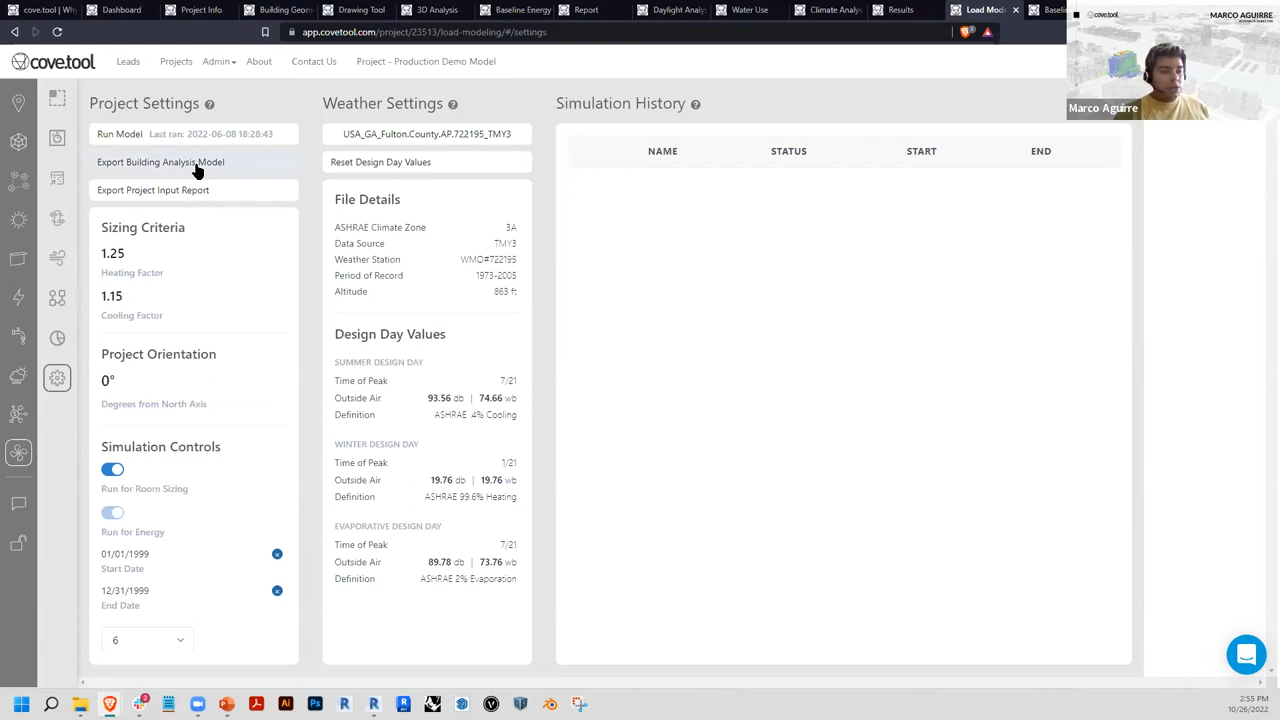 cove.tool | Why
Dashboard
Project Info
Building Geom
Drawing
3D Analysis
Base
port
Daylight Analy
Water Use
imate Analys
Results
Load Mode
Baselin
app.covetool.com/project/23513/load-modeling/#/settings
cove.tool
MARCO AGUIRRE
Marco Aguirre
cove.tool
Leads
Projects
Admin
About
Contact Us
Project - Production Demo Model
Project Settings ?
Run Model Last ran: 2022-06-08 18:28:43
Export Building Analysis Model
Export Project Input Report
Sizing Criteria
1.25
Heating Factor
1.15
Cooling Factor
Project Orientation
0°
Degrees from North Axis
Simulation Controls
Run for Room Sizing
Run for Energy
01/01/1999
Start Date
12/31/1999
End Date
6
Weather Settings ?
USA_GA_Fulton.County.AP.722195_TMY3
Reset Design Day Values
File Details
ASHRAE Climate Zone 3A
Data Source TMY3
Weather Station WMO#722195
Period of Record 1973-2005
Altitude 863 ft
Design Day Values
SUMMER DESIGN DAY
Time of Peak 7/21
Outside Air 93.56 db | 74.66 wb
Definition ASHRAE .4% Cooling
WINTER DESIGN DAY
Time of Peak 1/21
Outside Air 19.76 db | 19.76 wb
Definition ASHRAE 99.6% Heating
EVAPORATIVE DESIGN DAY
Time of Peak 7/21
Outside Air 89.78 db | 73.76 wb
Definition ASHRAE 2% Evaporation
Simulation History ?
NAME STATUS START END
2:55 PM
10/26/2022